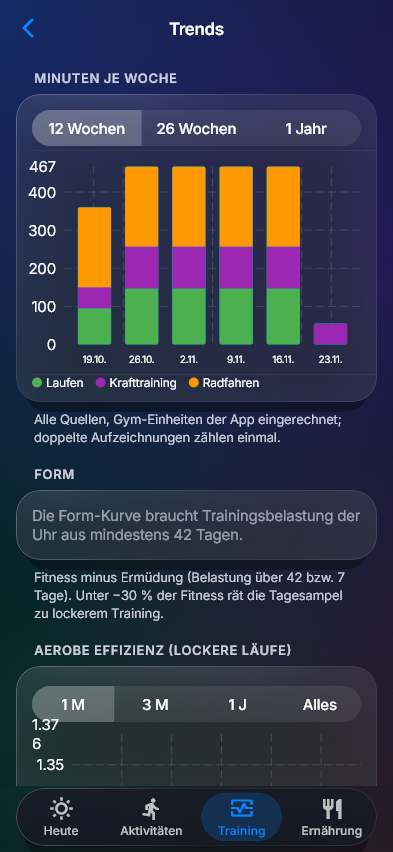 Trends
MINUTEN JE WOCHE
12 Wochen 26 Wochen 1 Jahr
467
400
300
200
100
0
19.10. 26.10. 2.11. 9.11. 16.11. 23.11.
Laufen Krafttraining Radfahren
Alle Quellen, Gym-Einheiten der App eingerechnet;
doppelte Aufzeichnungen zählen einmal.
FORM
Die Form-Kurve braucht Trainingsbelastung der
Uhr aus mindestens 42 Tagen.
Fitness minus Ermüdung (Belastung über 42 bzw. 7
Tage). Unter −30 % der Fitness rät die Tagesampel
zu lockerem Training.
AEROBE EFFIZIENZ (LOCKERE LÄUFE)
1 M 3 M 1 J Alles
1.37
6
1.35
Heute Aktivitäten Training Ernährung